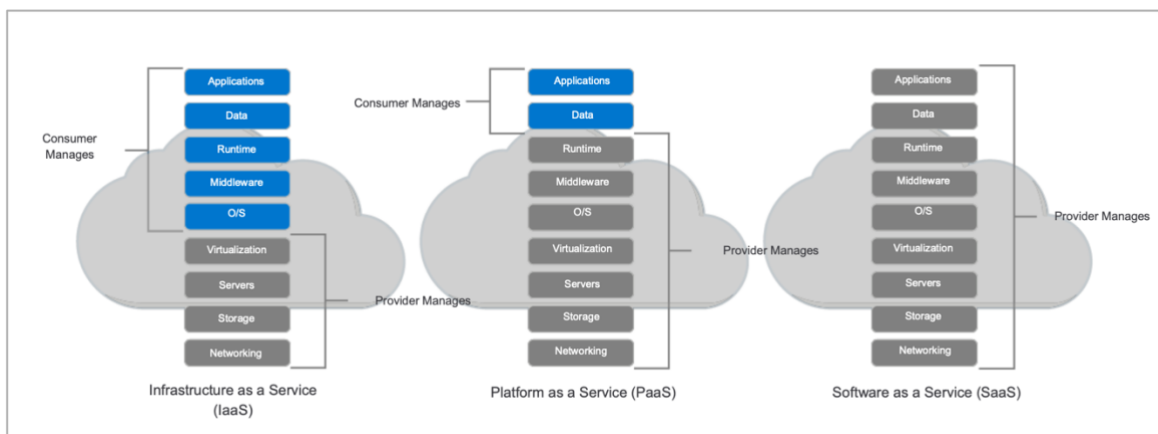 Applications
Data
Runtime
Middleware
O/S
Virtualization
Servers
Storage
Networking
Consumer
Manages
Provider Manages
Infrastructure as a Service
(IaaS)
Applications
Data
Runtime
Middleware
O/S
Virtualization
Servers
Storage
Networking
Consumer Manages
Provider Manages
Platform as a Service (PaaS)
Applications
Data
Runtime
Middleware
O/S
Virtualization
Servers
Storage
Networking
Provider Manages
Software as a Service (SaaS)